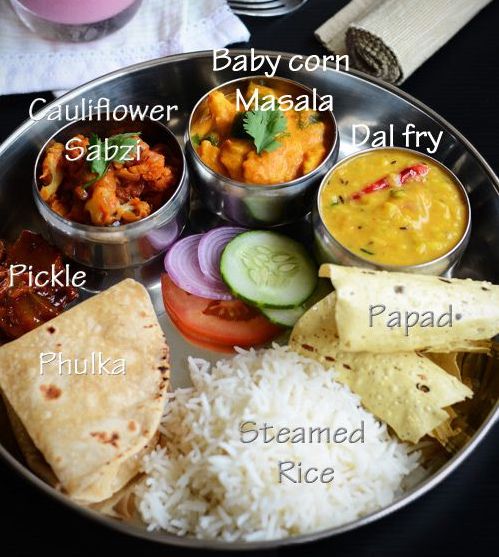 Baby corn
Masala
Cauliflower
Sabzi
Dal fry
Pickle
Papad
Phulka
Steamed
Rice